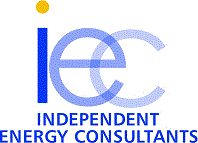 iec
INDEPENDENT
ENERGY CONSULTANTS